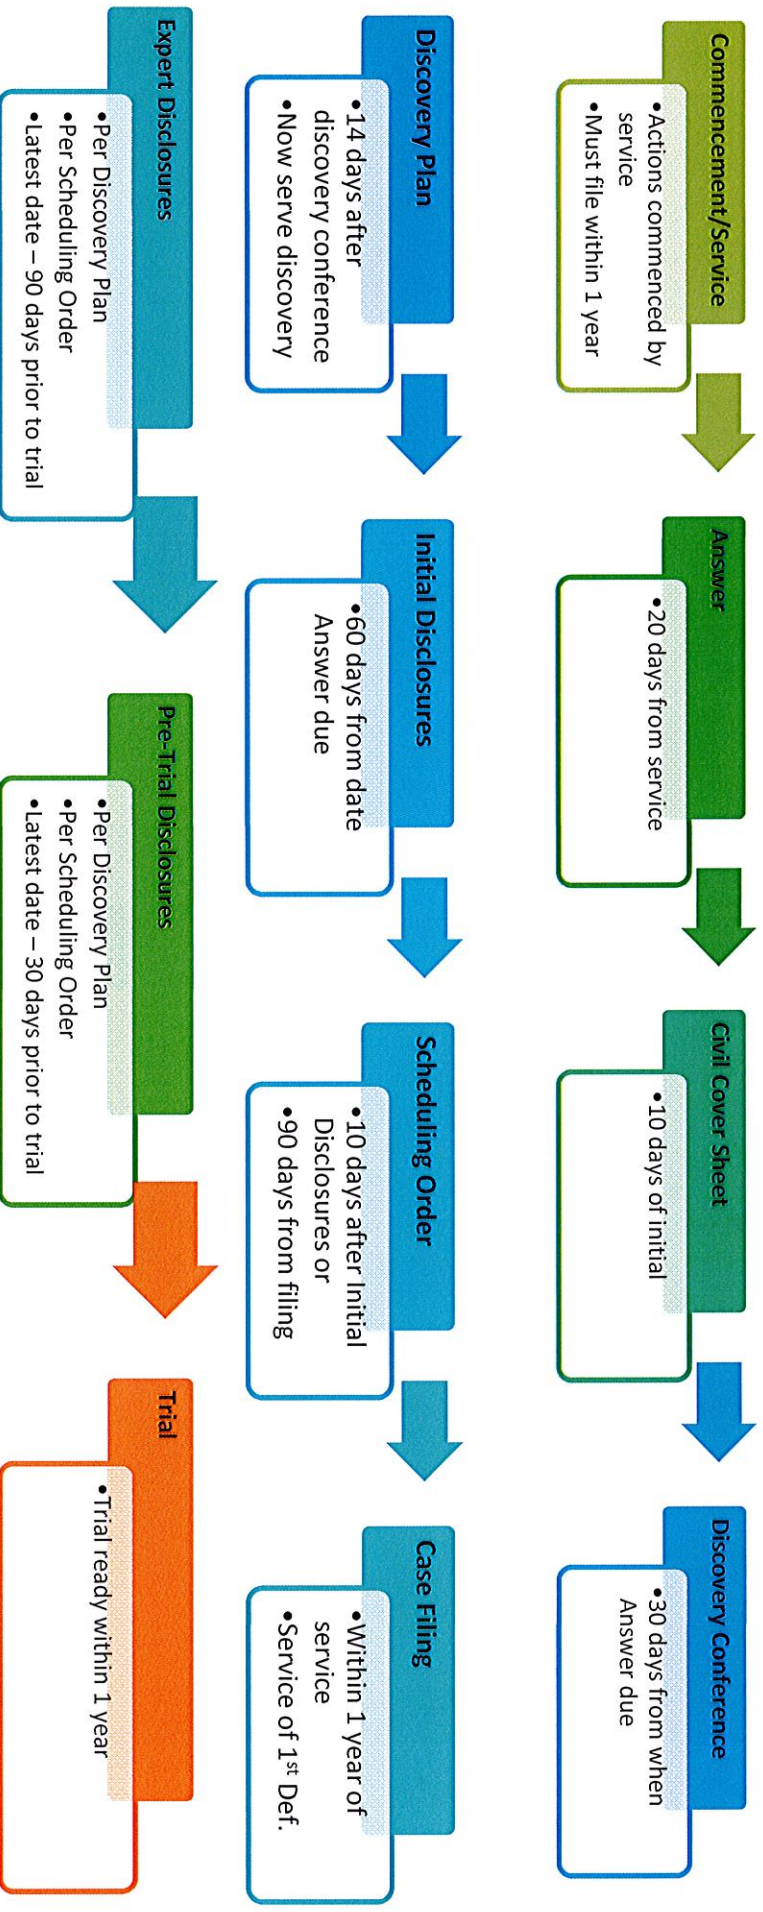 Commencement/Service
•Actions commenced by
service
•Must file within 1 year
Answer
•20 days from service
Civil Cover Sheet
•10 days of initial
Discovery Conference
•30 days from when
Answer due
Discovery Plan
•14 days after
discovery conference
•Now serve discovery
Initial Disclosures
•60 days from date
Answer due
Scheduling Order
•10 days after Initial
Disclosures or
•90 days from filing
Case Filing
•Within 1 year of
service
•Service of 1st Def.
Expert Disclosures
•Per Discovery Plan
•Per Scheduling Order
•Latest date – 90 days prior to trial
Pre-Trial Disclosures
•Per Discovery Plan
•Per Scheduling Order
•Latest date – 30 days prior to trial
Trial
•Trial ready within 1 year